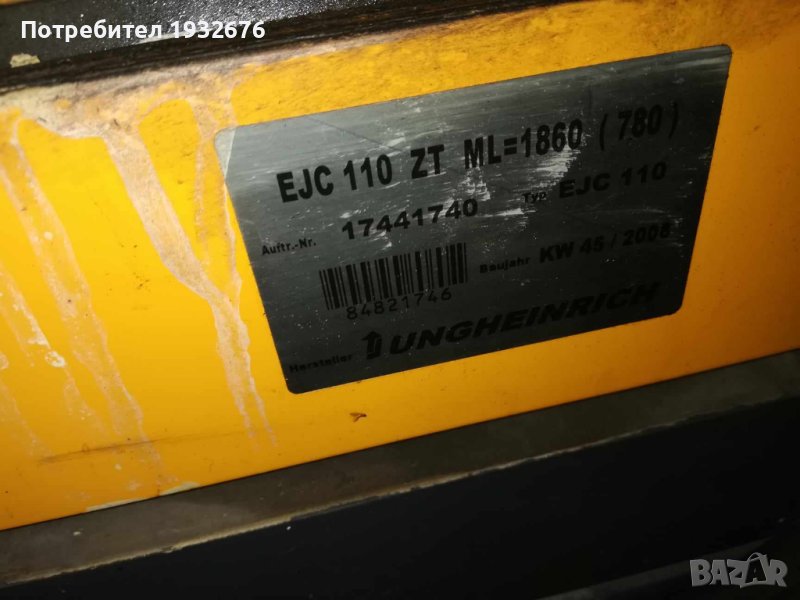 Потребител 1932676
EJC 110 ZT ML=1860 (780)
Auftr.-Nr. 17441740 Typ EJC 110
84821746 Baujahr KW 45 / 2008
Hersteller JUNGHEINRICH
BAZAR